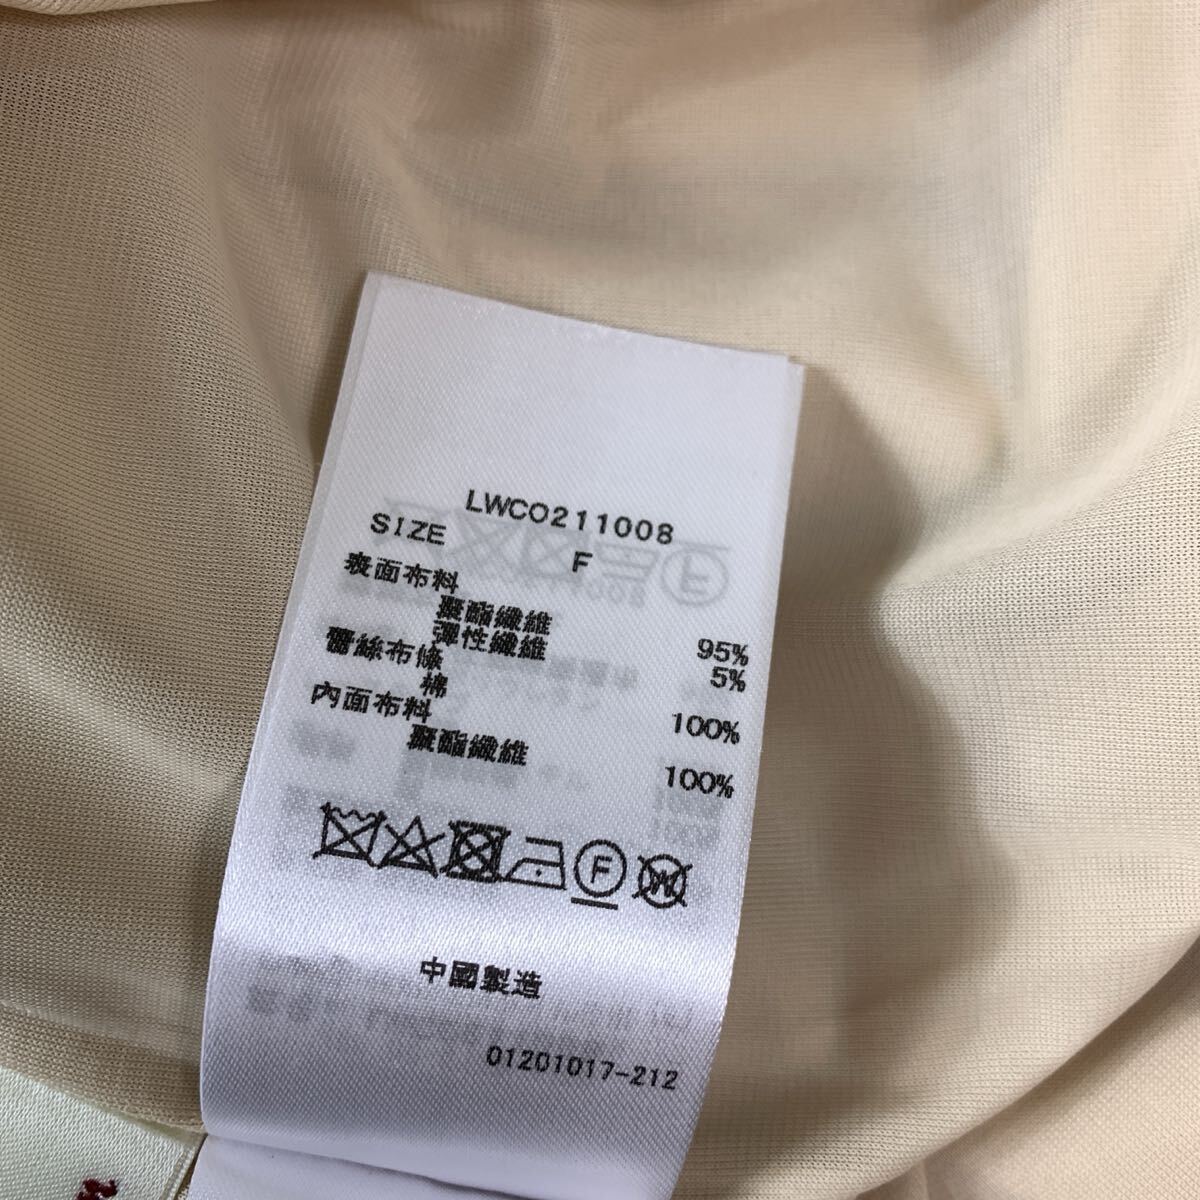 LWCO211008
SIZE F
表面布料
聚酯纖維 95%
彈性纖維 5%
蕾絲布條
棉 100%
內面布料
聚酯纖維 100%
F W
中國製造
01201017-212